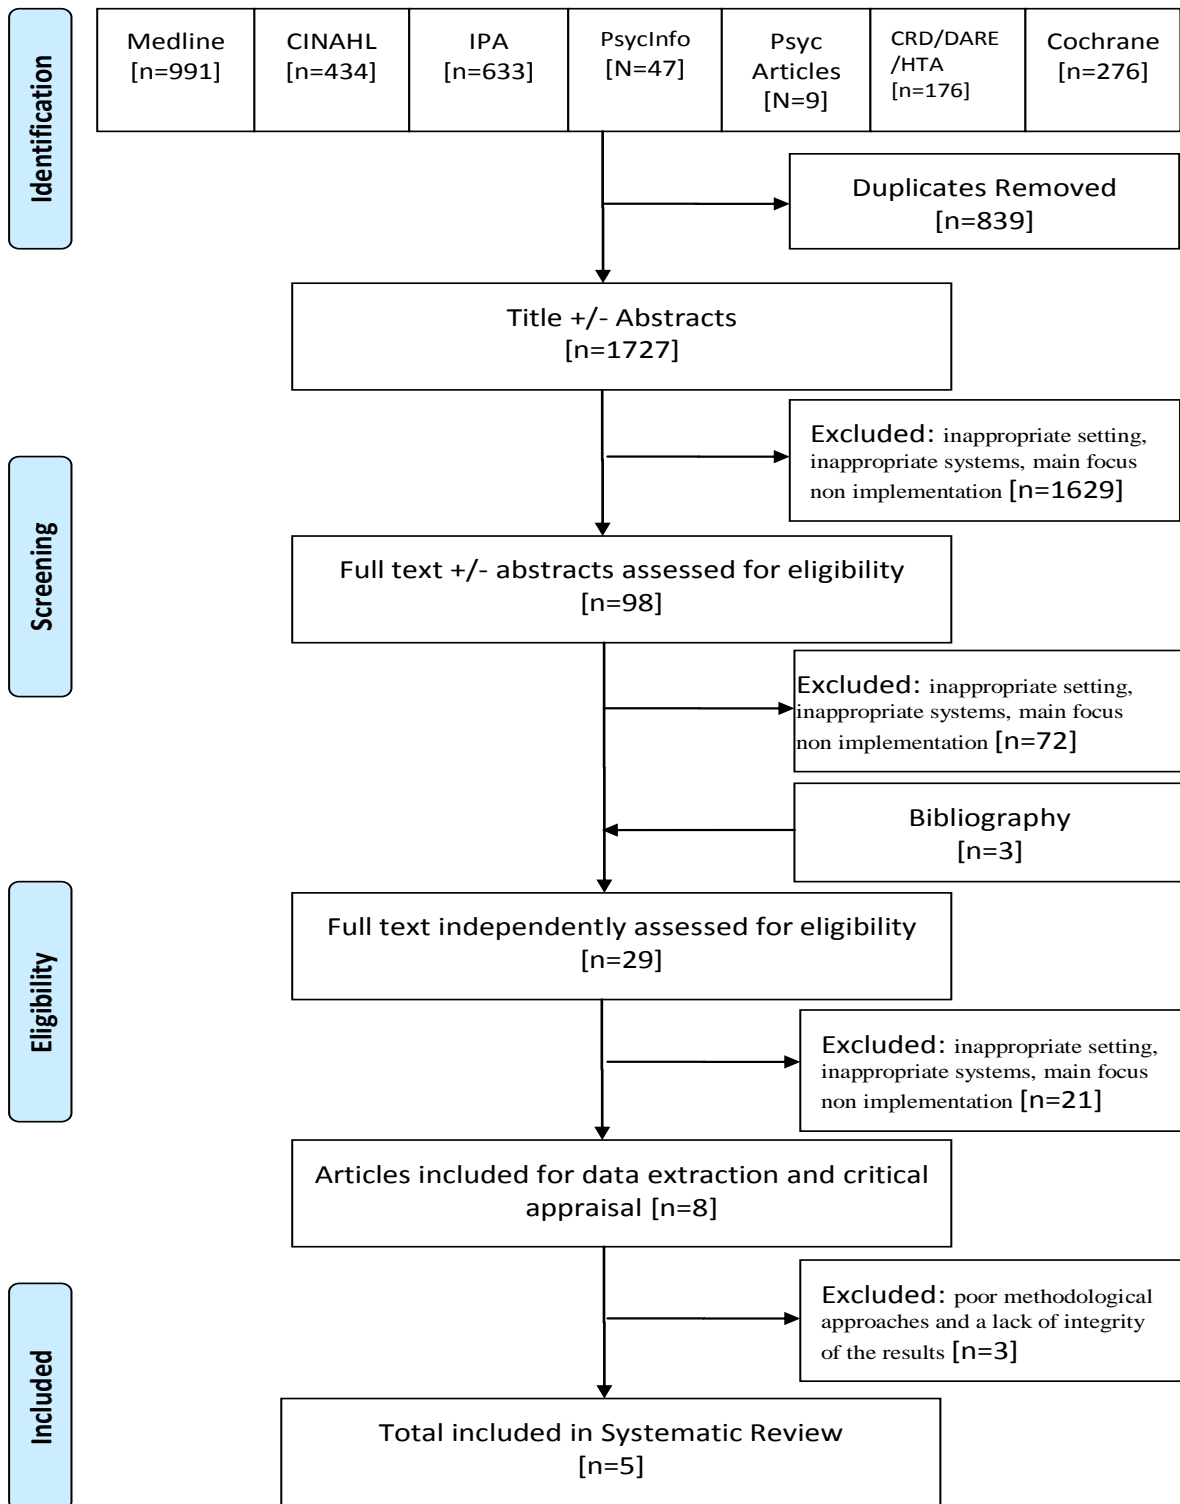 Identification
Medline
[n=991]
CINAHL
[n=434]
IPA
[n=633]
PsycInfo
[N=47]
Psyc
Articles
[N=9]
CRD/DARE
/HTA
[n=176]
Cochrane
[n=276]
Duplicates Removed
[n=839]
Title +/- Abstracts
[n=1727]
Screening
Excluded: inappropriate setting,
inappropriate systems, main focus
non implementation [n=1629]
Full text +/- abstracts assessed for eligibility
[n=98]
Excluded: inappropriate setting,
inappropriate systems, main focus
non implementation [n=72]
Bibliography
[n=3]
Eligibility
Full text independently assessed for eligibility
[n=29]
Excluded: inappropriate setting,
inappropriate systems, main focus
non implementation [n=21]
Articles included for data extraction and critical
appraisal [n=8]
Included
Excluded: poor methodological
approaches and a lack of integrity
of the results [n=3]
Total included in Systematic Review
[n=5]